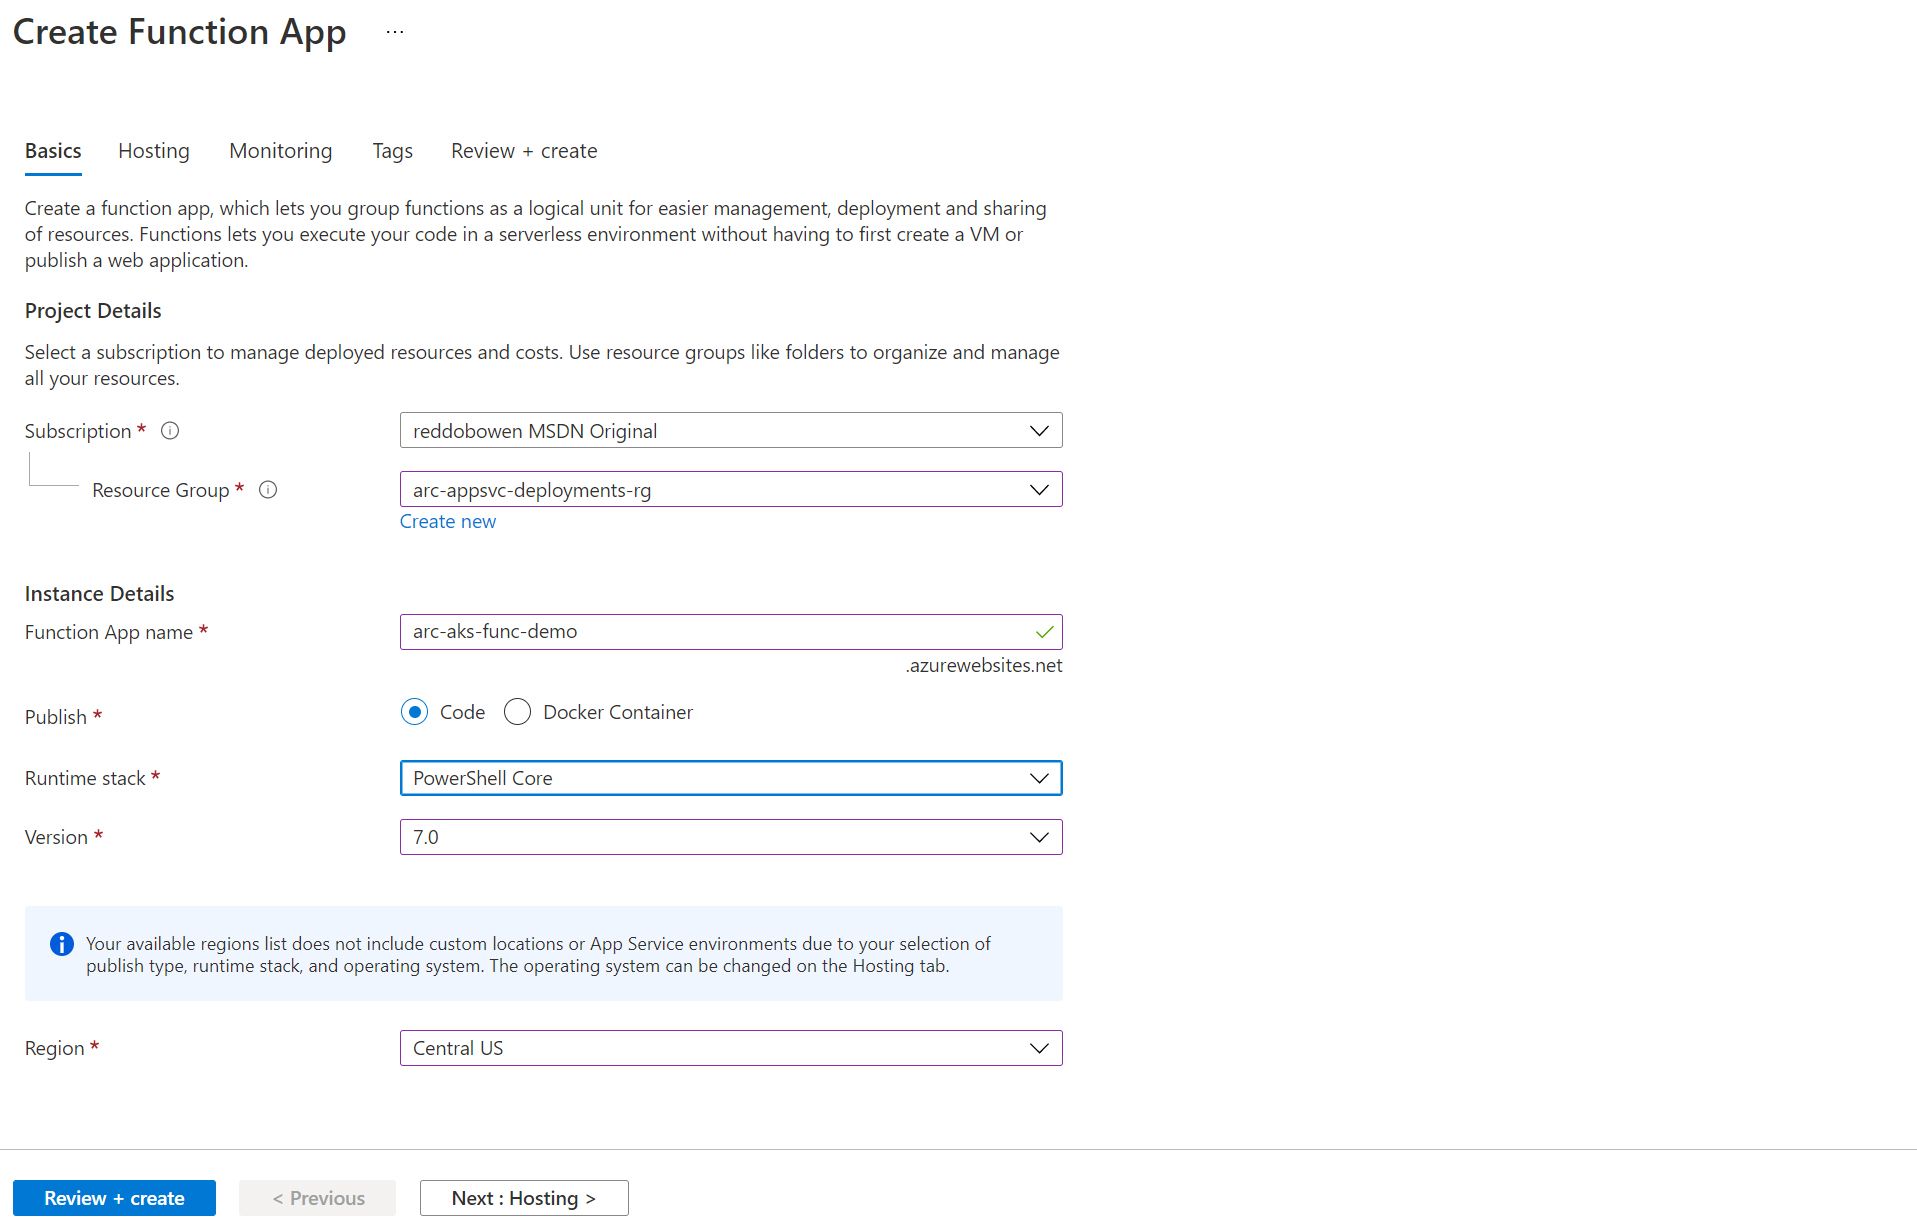 Create Function App ...
Basics Hosting Monitoring Tags Review + create
Create a function app, which lets you group functions as a logical unit for easier management, deployment and sharing
of resources. Functions lets you execute your code in a serverless environment without having to first create a VM or
publish a web application.
Project Details
Select a subscription to manage deployed resources and costs. Use resource groups like folders to organize and manage
all your resources.
Subscription * reddobowen MSDN Original
Resource Group * arc-appsvc-deployments-rg
Create new
Instance Details
Function App name * arc-aks-func-demo
.azurewebsites.net
Publish * Code Docker Container
Runtime stack * PowerShell Core
Version * 7.0
Your available regions list does not include custom locations or App Service environments due to your selection of
publish type, runtime stack, and operating system. The operating system can be changed on the Hosting tab.
Region * Central US
Review + create < Previous Next : Hosting >